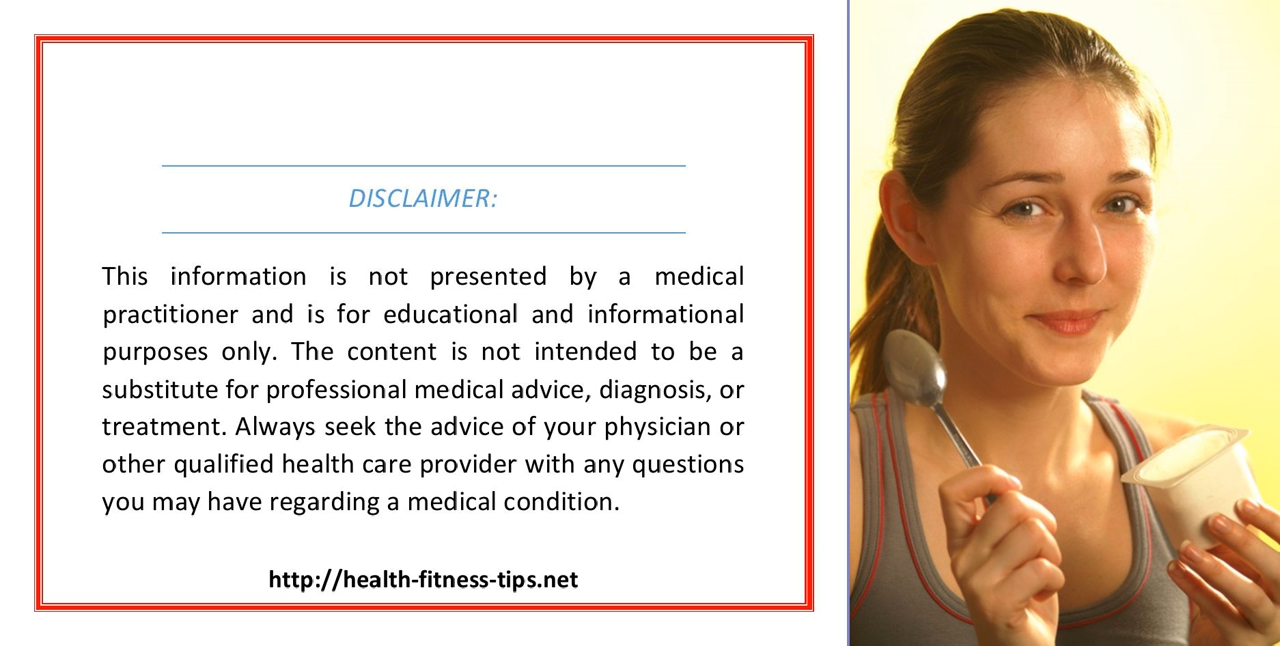 DISCLAIMER:
This information is not presented by a medical
practitioner and is for educational and informational
purposes only. The content is not intended to be a
substitute for professional medical advice, diagnosis, or
treatment. Always seek the advice of your physician or
other qualified health care provider with any questions
you may have regarding a medical condition.
http://health-fitness-tips.net